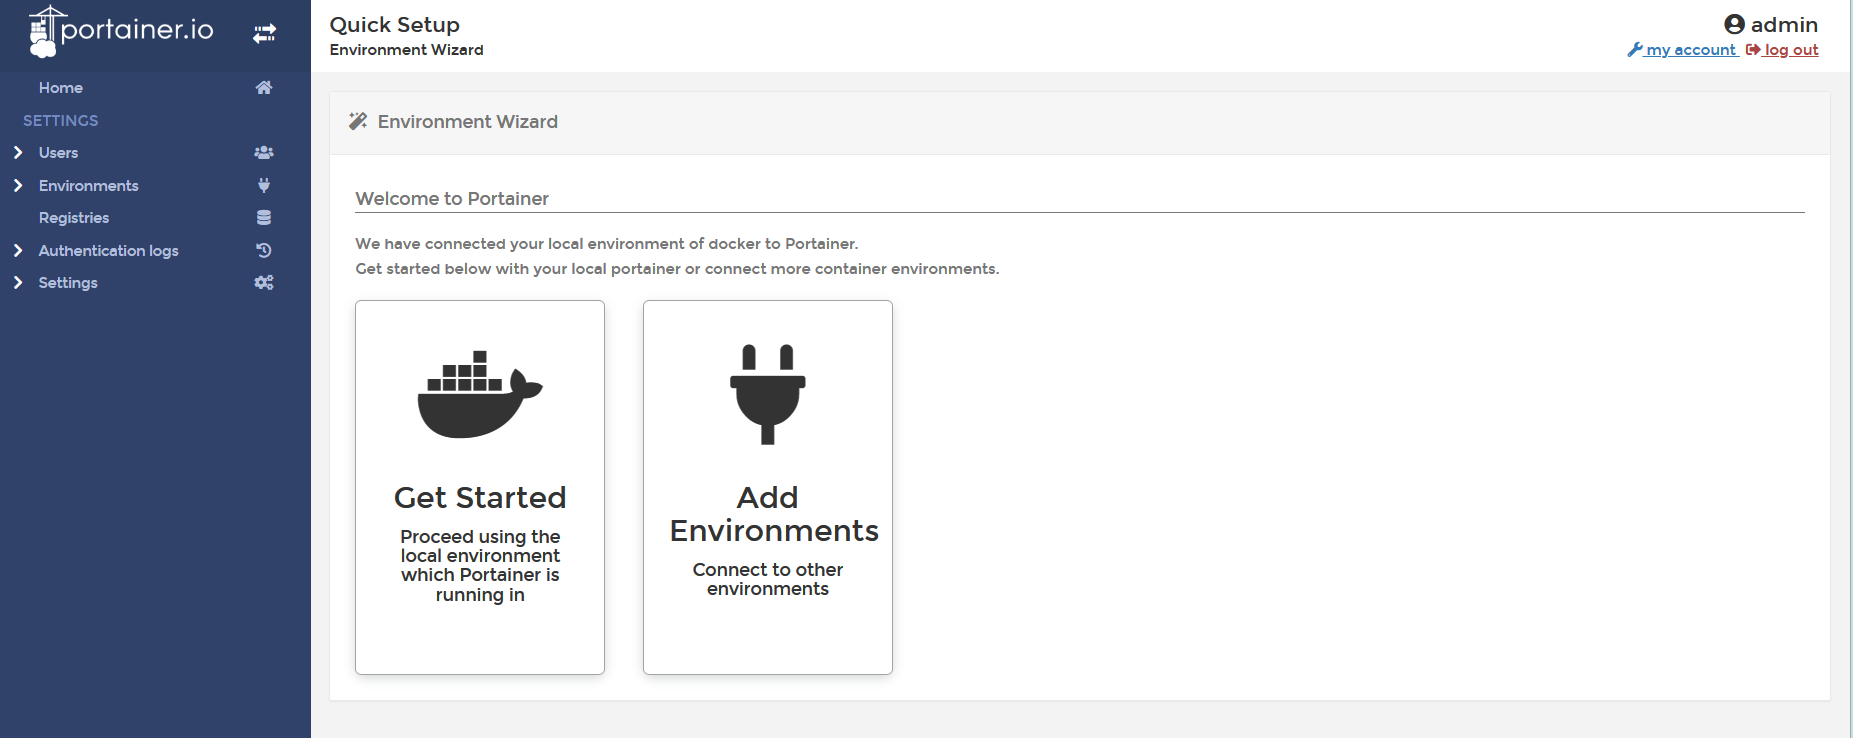 portainer.io
Home
SETTINGS
Users
Environments
Registries
Authentication logs
Settings
Quick Setup
Environment Wizard
admin
my account log out
Environment Wizard
Welcome to Portainer
We have connected your local environment of docker to Portainer.
Get started below with your local portainer or connect more container environments.
Get Started
Proceed using the
local environment
which Portainer is
running in
Add
Environments
Connect to other
environments